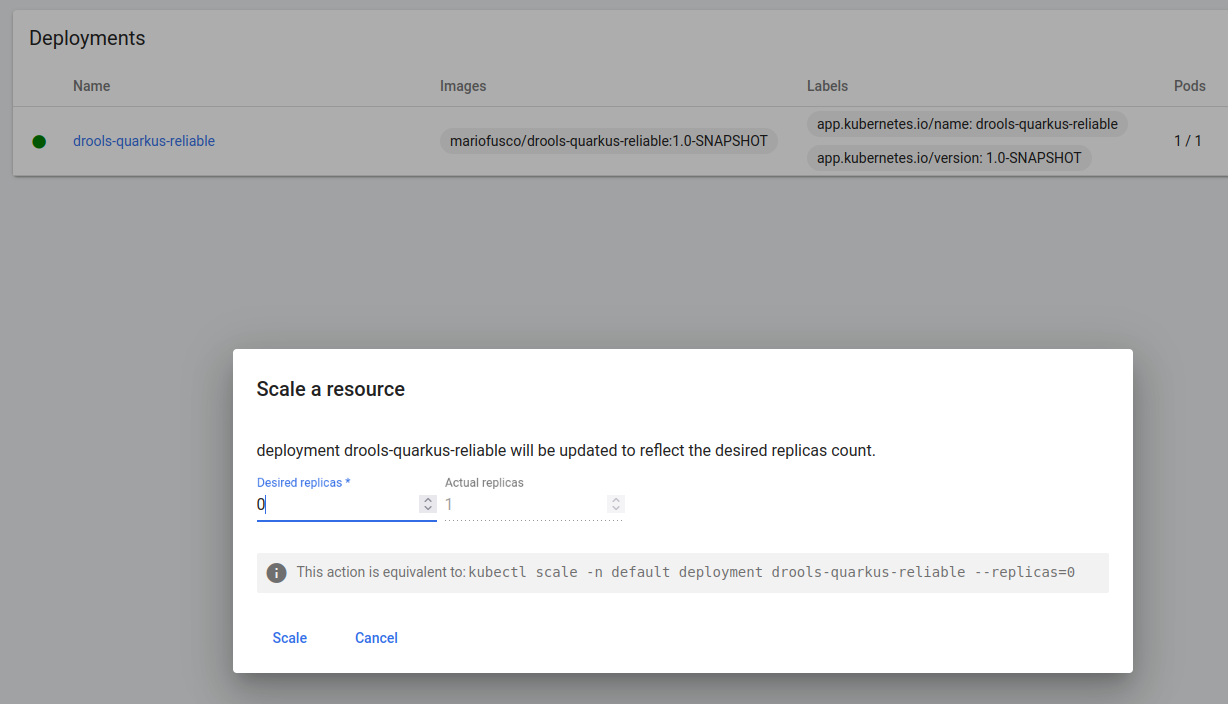 Deployments
Name Images Labels Pods
drools-quarkus-reliable mariofusco/drools-quarkus-reliable:1.0-SNAPSHOT app.kubernetes.io/name: drools-quarkus-reliable 1 / 1
app.kubernetes.io/version: 1.0-SNAPSHOT
Scale a resource
deployment drools-quarkus-reliable will be updated to reflect the desired replicas count.
Desired replicas * Actual replicas
0 1
This action is equivalent to: kubectl scale -n default deployment drools-quarkus-reliable --replicas=0
Scale Cancel